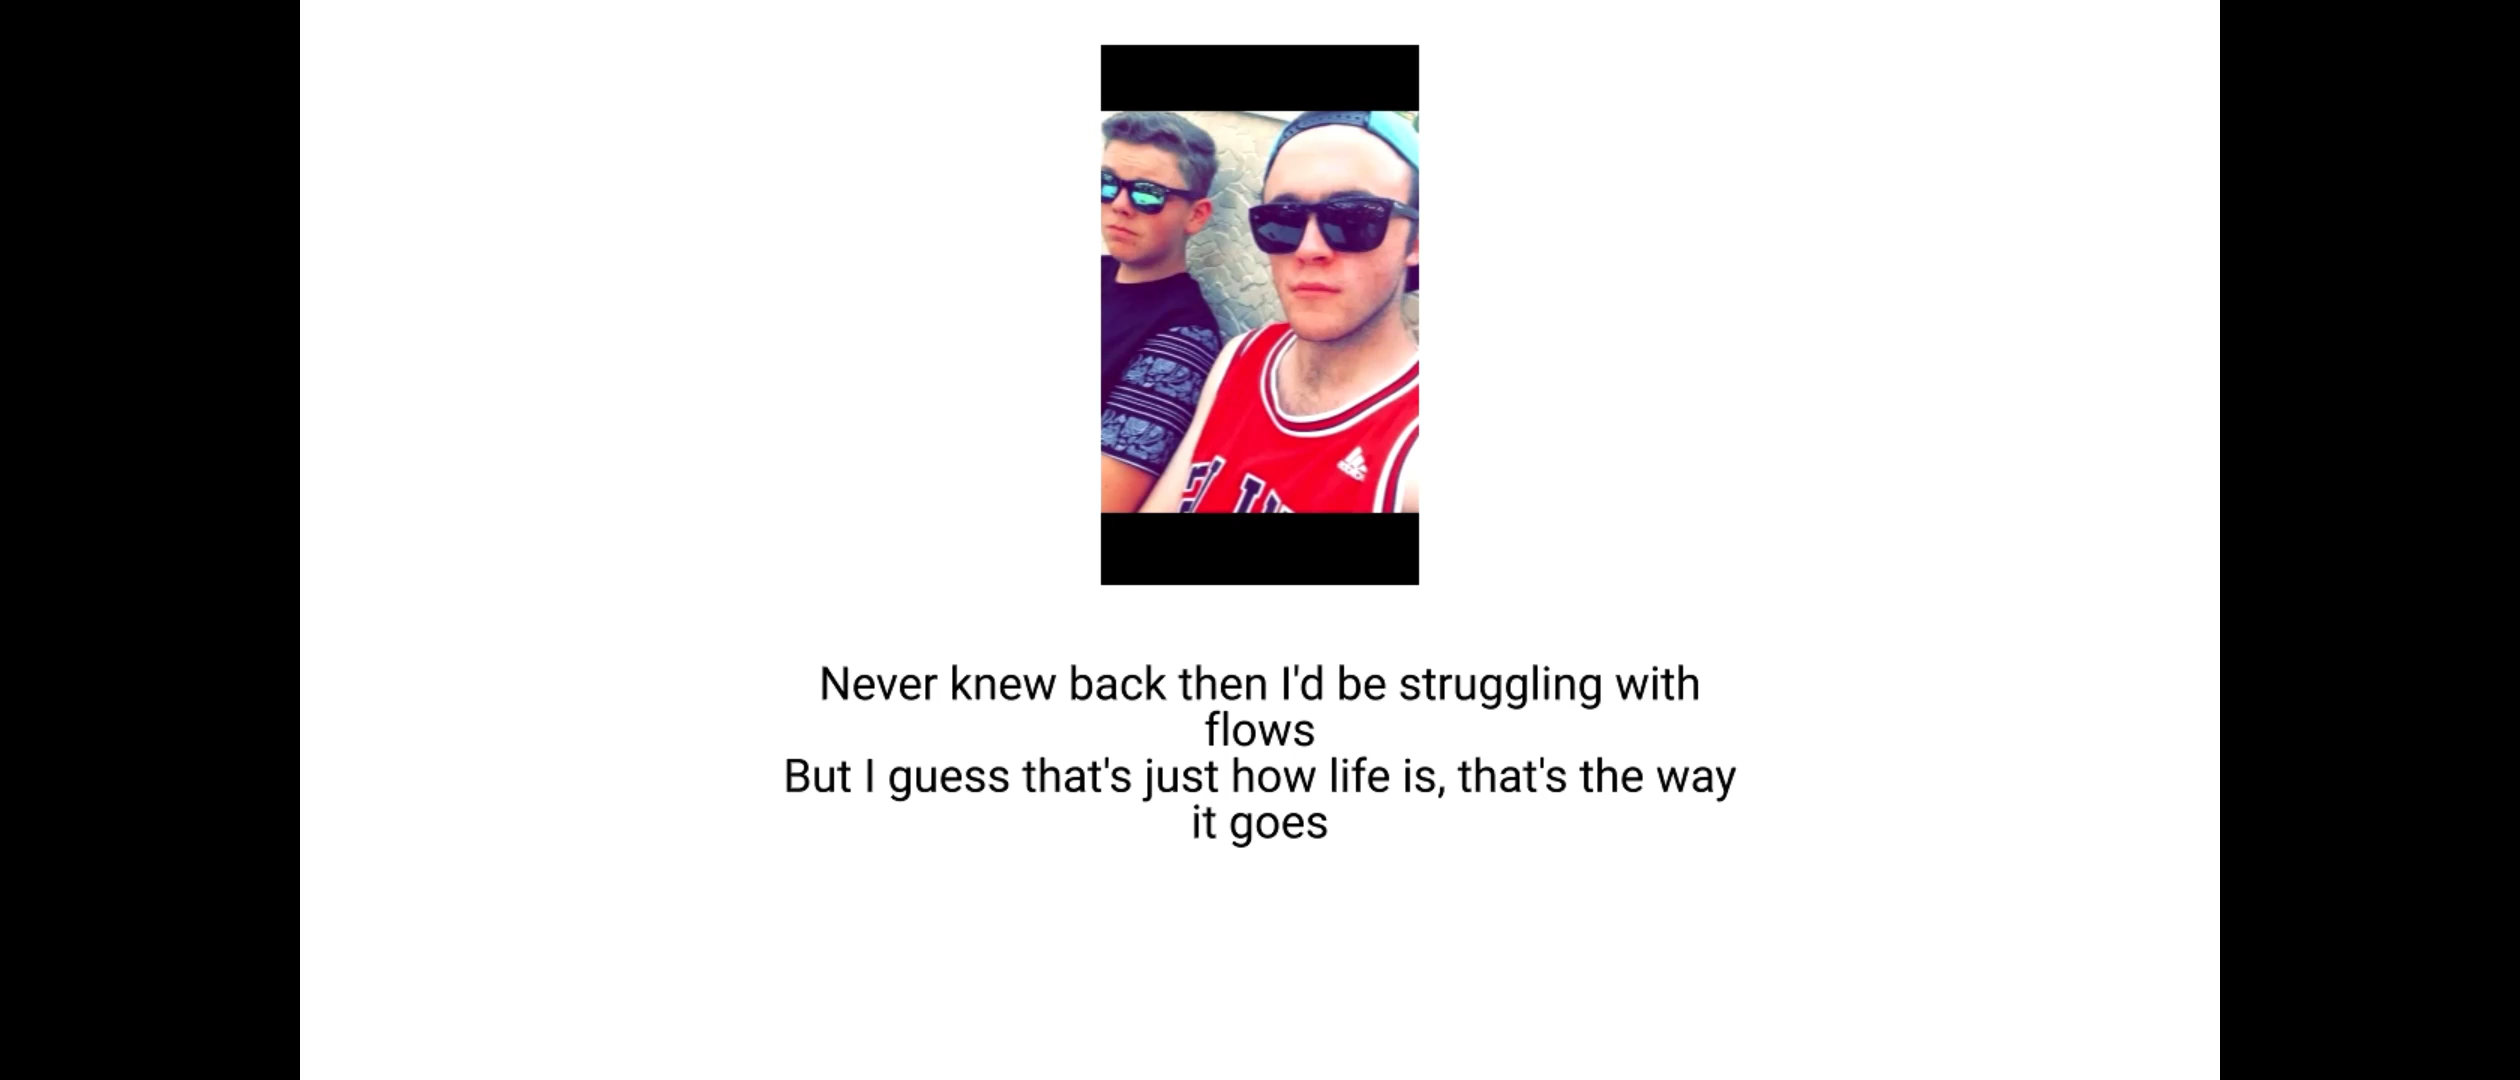 Never knew back then I'd be struggling with
flows
But I guess that's just how life is, that's the way
it goes